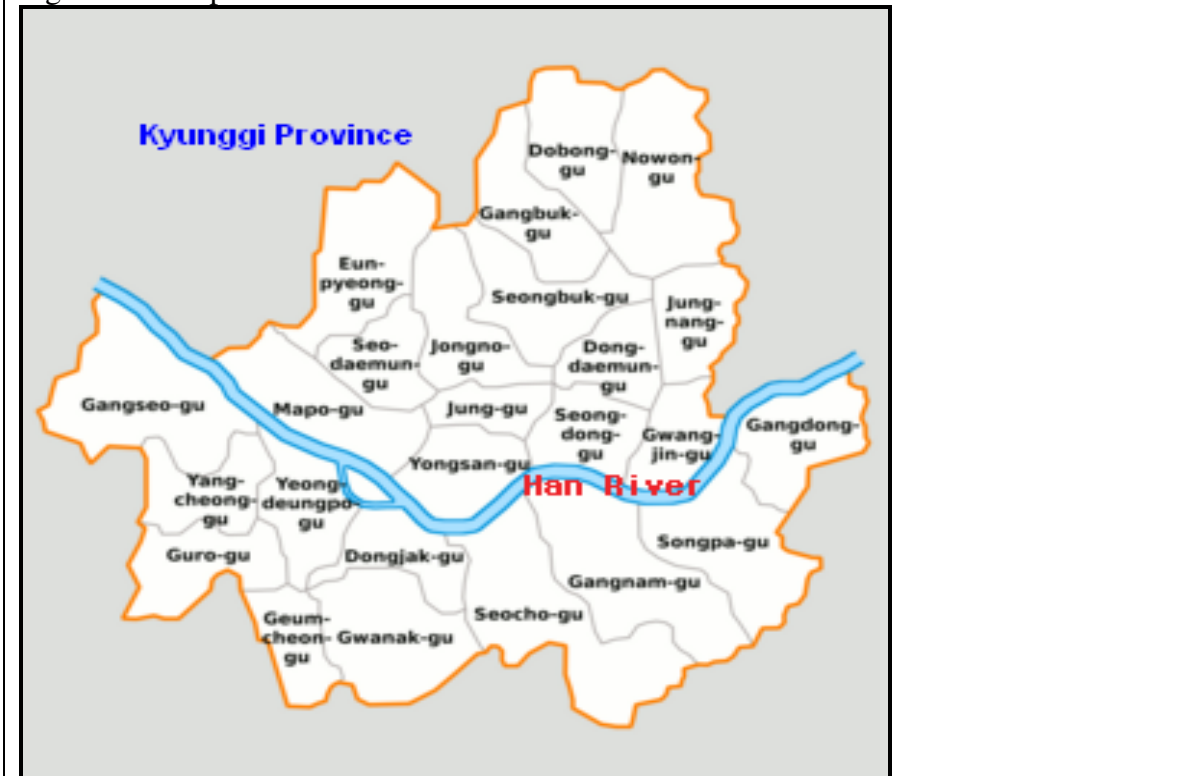 Kyunggi Province
Dobong-
gu
Nowon-
gu
Gangbuk-
gu
Eun-
pyeong-
gu
Seongbuk-gu
Jung-
nang-
gu
Seo-
daemun-
gu
Jongno-
gu
Dong-
daemun-
gu
Gangseo-gu
Mapo-gu
Jung-gu
Seong-
dong-
gu
Gwang-
jin-gu
Gangdong-
gu
Yongsan-gu
Han River
Yang-
cheong-
gu
Yeong-
deungpo-
gu
Guro-gu
Dongjak-gu
Songpa-gu
Gangnam-gu
Seocho-gu
Geum-
cheon-
gu
Gwanak-gu